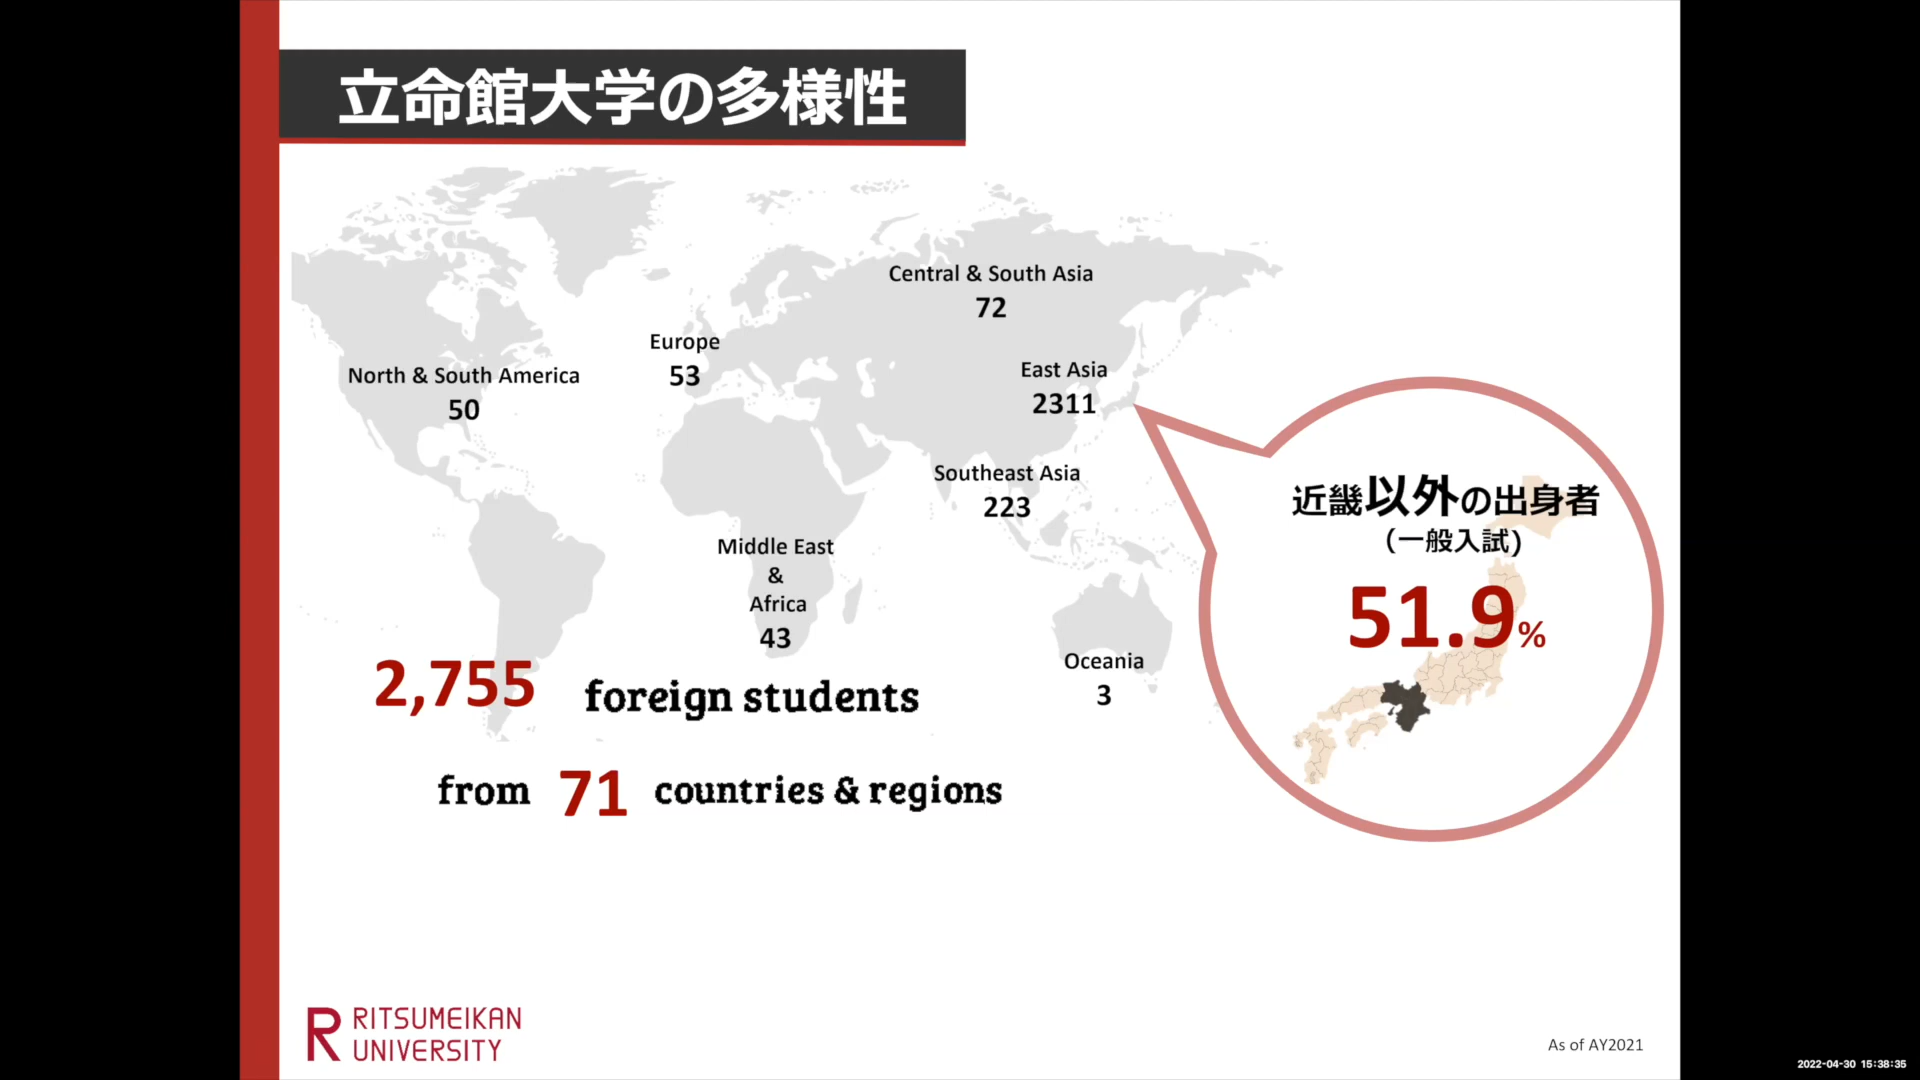 立命館大学の多様性
Central & South Asia
72
Europe
53
North & South America
50
East Asia
2311
Southeast Asia
223
Middle East
&
Africa
43
Oceania
3
近畿以外の出身者
(一般入試)
51.9%
2,755 foreign students
from 71 countries & regions
RITSUMEIKAN
UNIVERSITY
As of AY2021
2022-04-30 15:38:35